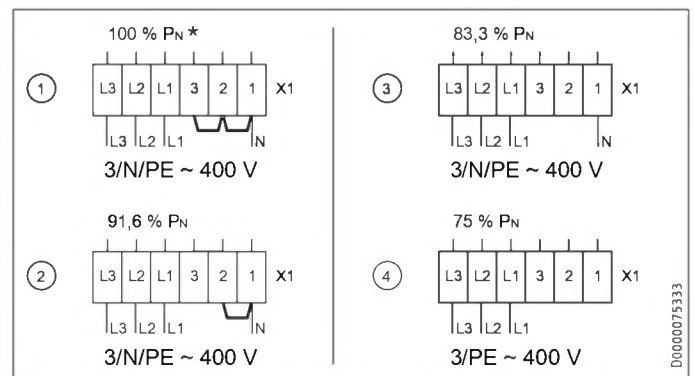 100 % PN *
1
L3 L2 L1 3 2 1 X1
L3 L2 L1 N
3/N/PE ~ 400 V
91,6 % PN
2
L3 L2 L1 3 2 1 X1
L3 L2 L1 N
3/N/PE ~ 400 V
83,3 % PN
3
L3 L2 L1 3 2 1 X1
L3 L2 L1 N
3/N/PE ~ 400 V
75 % PN
4
L3 L2 L1 3 2 1 X1
L3 L2 L1
3/PE ~ 400 V
D0000075333